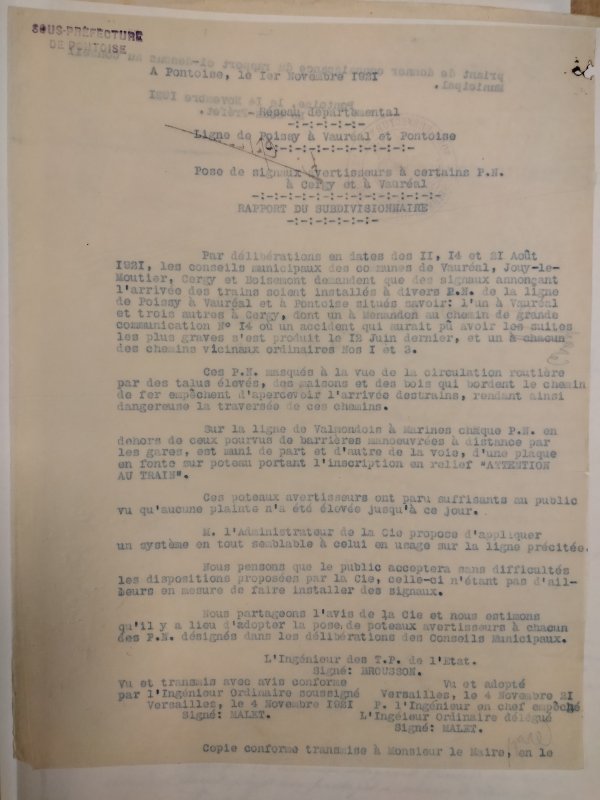 SOUS-PRÉFECTURE
DE PONTOISE
A Pontoise, le 1er Novembre 1921
Réseau départemental
-:-:-:-:-:-
Ligne de Poissy à Vauréal et Pontoise
-:-:-:-:-:-:-:-:-:-:-
Pose de signaux avertisseurs à certains P.N.
à Cergy et à Vauréal
-:-:-:-:-:-:-:-:-:-:-:-:-:-
RAPPORT DU SUBDIVISIONNAIRE
-:-:-:-:-:-
Par délibérations en dates des II, I4 et 2I Août
I92I, les conseils municipaux des communes de Vauréal, Jouy-le-
Moutier, Cergy et Boisemont demandent que des signaux annonçant
l'arrivée des trains soient installés à divers P.N. de la ligne
de Poissy à Vauréal et à Pontoise situés savoir: l'un à Vauréal
et trois autres à Cergy, dont un à Menandon au chemin de grande
communication N° I4 où un accident qui aurait pû avoir les suites
les plus graves s'est produit le I2 Juin dernier, et un à chacun
des chemins vicinaux ordinaires Nos I et 3.
Ces P.N. masqués à la vue de la circulation routière
par des talus élevés, des maisons et des bois qui bordent le chemin
de fer empêchent d'apercevoir l'arrivée destrains, rendant ainsi
dangereuse la traversée de ces chemins.
Sur la ligne de Valmondois à Marines chaque P.N. en
dehors de ceux pourvus de barrières manoeuvrées à distance par
les gares, est muni de part et d'autre de la voie, d'une plaque
en fonte sur poteau portant l'inscription en relief "ATTENTION
AU TRAIN".
Ces poteaux avertisseurs ont paru suffisants au public
vu qu'aucune plainte n'a été élevée jusqu'à ce jour.
M. l'Administrateur de la Cie propose d'appliquer
un système en tout semblable à celui en usage sur la ligne précitée.
Nous pensons que le public acceptera sans difficultés
les dispositions proposées par la Cie, celle-ci n'étant pas d'ail-
leurs en mesure de faire installer des signaux.
Nous partageons l'avis de la Cie et nous estimons
qu'il y a lieu d'adopter la pose de poteaux avertisseurs à chacun
des P.N. désignés dans les délibérations des Conseils Municipaux.
L'Ingénieur des T.P. de l'Etat.
Signé: BROUSSON.
Vu et transmis avec avis conforme Vu et adopté
par l'Ingénieur Ordinaire soussigné Versailles, le 4 Novembre 2I
Versailles, le 4 Novembre I92I P. l'Ingénieur en chef empêché
Signé: MALET. L'Ingéieur Ordinaire délégué
Signé: MALET.
Copie conforme transmise à Monsieur le Maire, en le